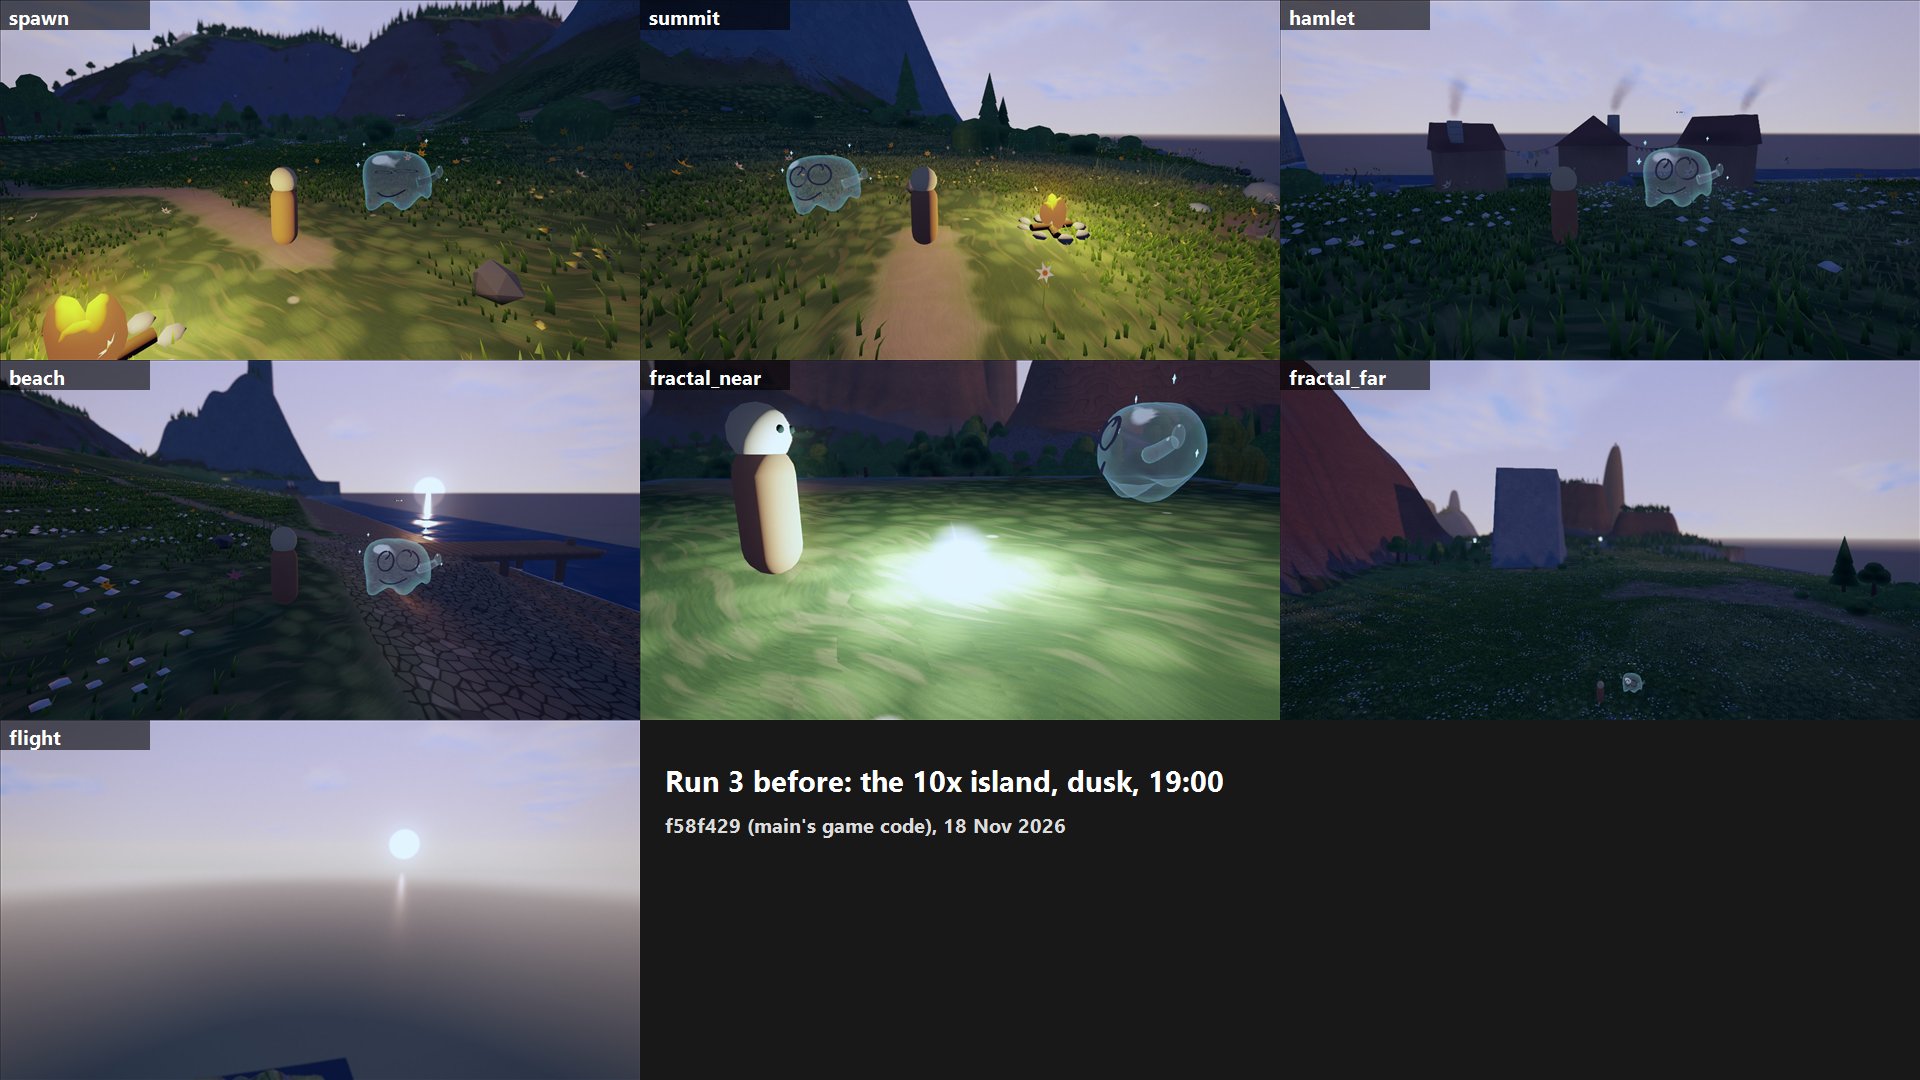 spawn
summit
hamlet
beach
fractal_near
fractal_far
flight
Run 3 before: the 10x island, dusk, 19:00
f58f429 (main's game code), 18 Nov 2026